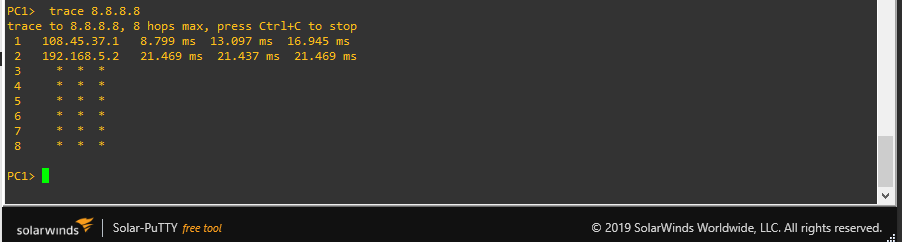 PC1>  trace 8.8.8.8
trace to 8.8.8.8, 8 hops max, press Ctrl+C to stop
 1   108.45.37.1   8.799 ms  13.097 ms  16.945 ms
 2   192.168.5.2   21.469 ms  21.437 ms  21.469 ms
 3     *  *  *
 4     *  *  *
 5     *  *  *
 6     *  *  *
 7     *  *  *
 8     *  *  *
PC1>
solarwinds | Solar-PuTTY free tool © 2019 SolarWinds Worldwide, LLC. All rights reserved.